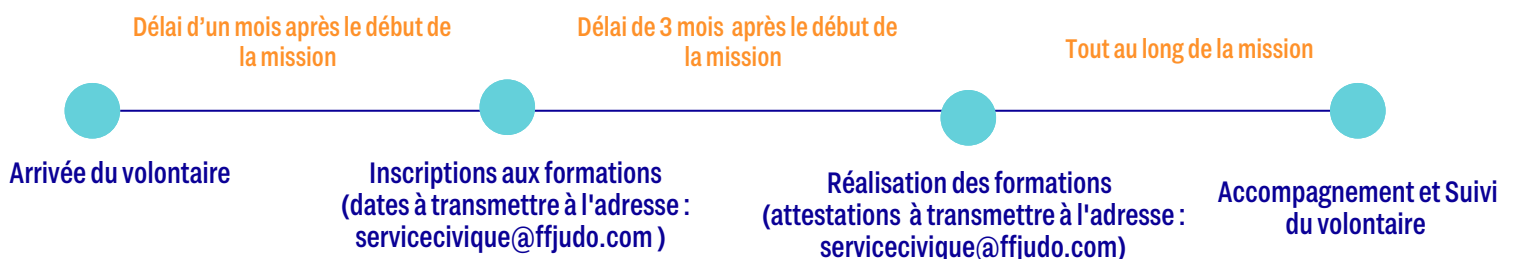 Délai d’un mois après le début de
la mission
Délai de 3 mois après le début de
la mission
Tout au long de la mission
Arrivée du volontaire
Inscriptions aux formations
(dates à transmettre à l'adresse :
servicecivique@ffjudo.com )
Réalisation des formations
(attestations à transmettre à l'adresse :
servicecivique@ffjudo.com)
Accompagnement et Suivi
du volontaire